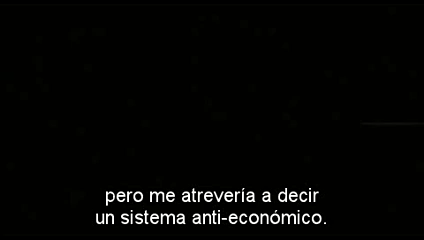 pero me atrevería a decir
un sistema anti-económico.